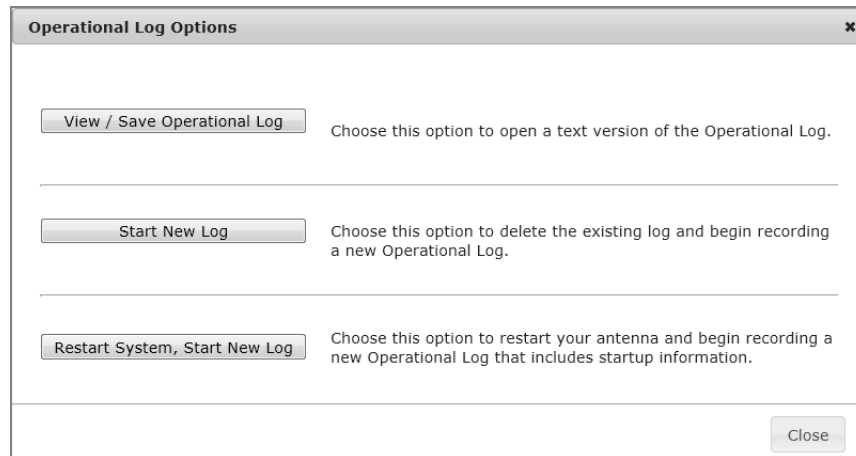 Operational Log Options
View / Save Operational Log
Choose this option to open a text version of the Operational Log.
Start New Log
Choose this option to delete the existing log and begin recording
a new Operational Log.
Restart System, Start New Log
Choose this option to restart your antenna and begin recording a
new Operational Log that includes startup information.
Close